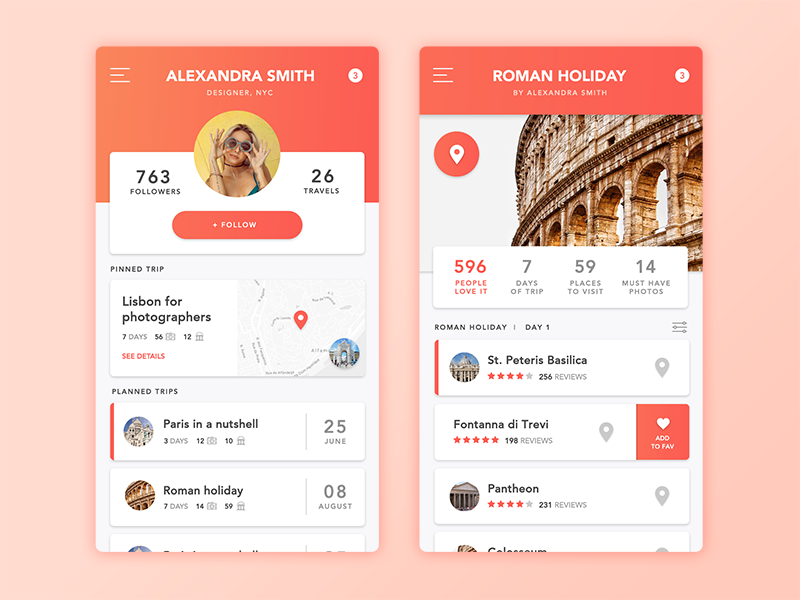 ALEXANDRA SMITH
3
DESIGNER, NYC
763
FOLLOWERS
26
TRAVELS
+ FOLLOW
PINNED TRIP
Lisbon for
photographers
7 DAYS 56 12
SEE DETAILS
PLANNED TRIPS
Paris in a nutshell
3 DAYS 12 10
25
JUNE
Roman holiday
7 DAYS 14 59
08
AUGUST
ROMAN HOLIDAY
3
BY ALEXANDRA SMITH
596
PEOPLE
LOVE IT
7
DAYS
OF TRIP
59
PLACES
TO VISIT
14
MUST HAVE
PHOTOS
ROMAN HOLIDAY | DAY 1
St. Peteris Basilica
256 REVIEWS
Fontanna di Trevi
198 REVIEWS
ADD
TO FAV
Pantheon
231 REVIEWS
Colosseum